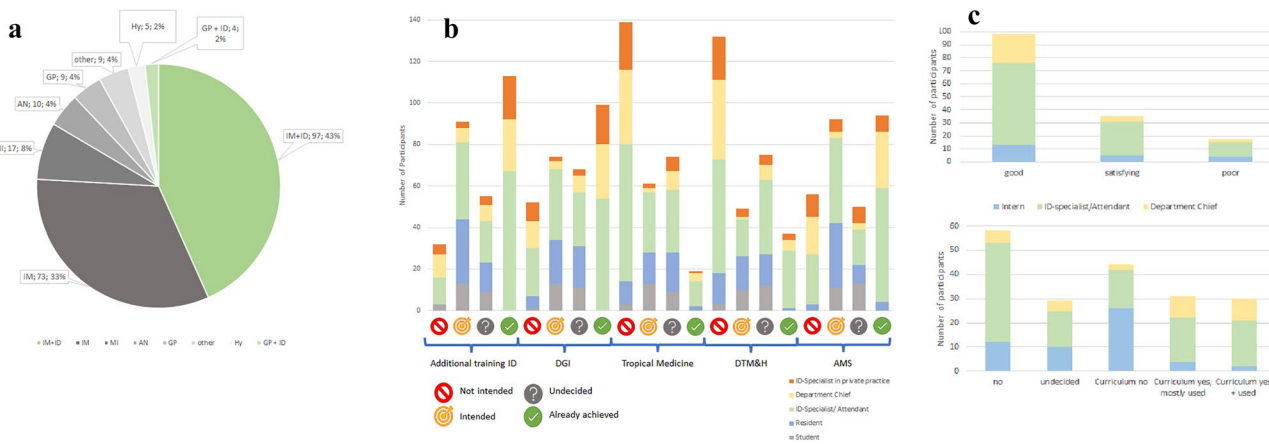 a
Hy; 5; 2%
GP + ID; 4;
2%
other; 9; 4%
GP; 9; 4%
AN; 10; 4%
IM+ID; 97; 43%
17; 8%
IM; 73; 33%
IM+ID IM MI AN GP other Hy GP + ID
b
Number of Participants
140
120
100
80
60
40
20
0
Additional training ID DGI Tropical Medicine DTM&H AMS
Not intended
Undecided
Intended
Already achieved
ID-Specialist in private practice
Department Chief
ID-Specialist/ Attendant
Resident
Student
c
Number of participants
100
90
80
70
60
50
40
30
20
10
0
good satisfying poor
Intern ID-specialist/Attendant Department Chief
Number of participants
60
50
40
30
20
10
0
no undecided Curriculum no Curriculum yes, Curriculum yes
mostly used + used